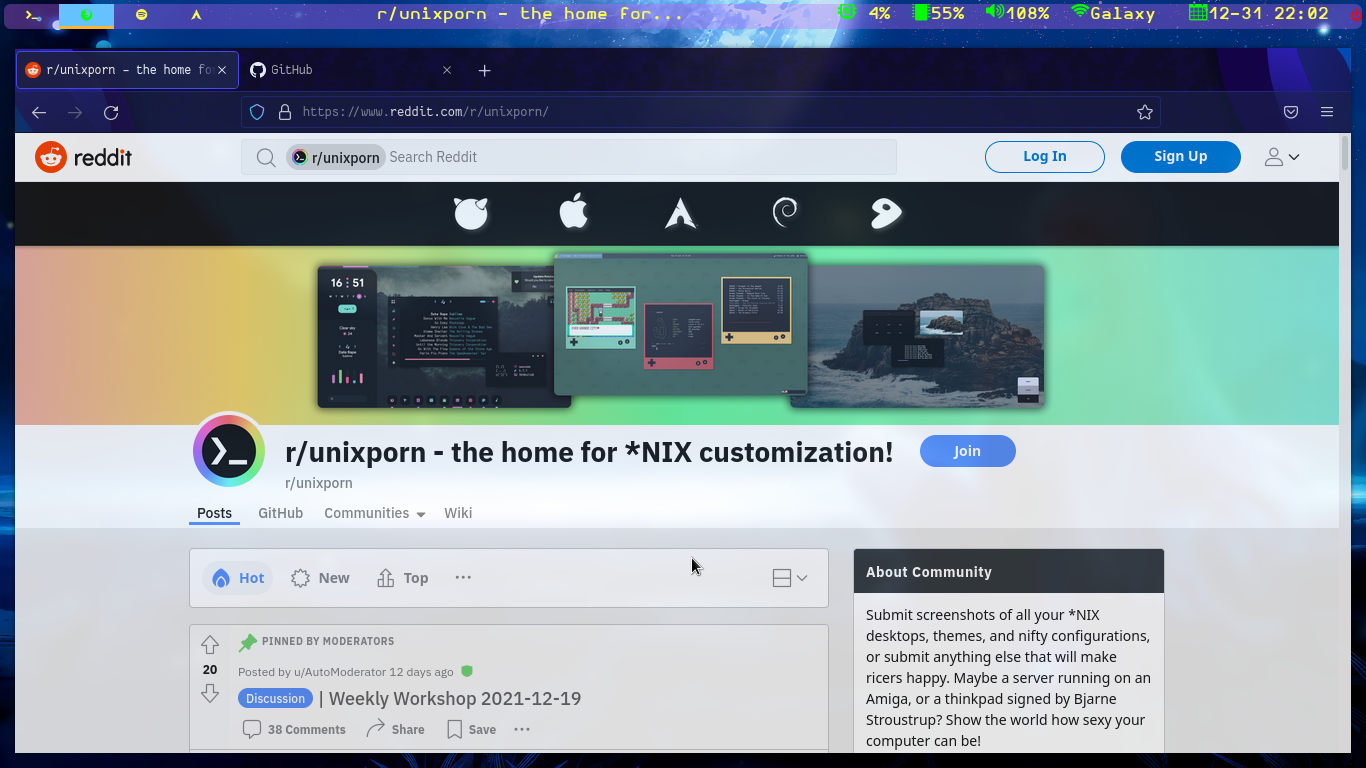 r/unixporn – the home for...
4%
55%
108%
Galaxy
12-31 22:02
r/unixporn – the home fo
GitHub
https://www.reddit.com/r/unixporn/
reddit
r/unixporn
Search Reddit
Log In
Sign Up
16 : 51
r/unixporn - the home for *NIX customization!
Join
r/unixporn
Posts
GitHub
Communities
Wiki
Hot
New
Top
About Community
Submit screenshots of all your *NIX
desktops, themes, and nifty configurations,
or submit anything else that will make
ricers happy. Maybe a server running on an
Amiga, or a thinkpad signed by Bjarne
Stroustrup? Show the world how sexy your
computer can be!
PINNED BY MODERATORS
20
Posted by u/AutoModerator 12 days ago
Discussion | Weekly Workshop 2021-12-19
38 Comments
Share
Save